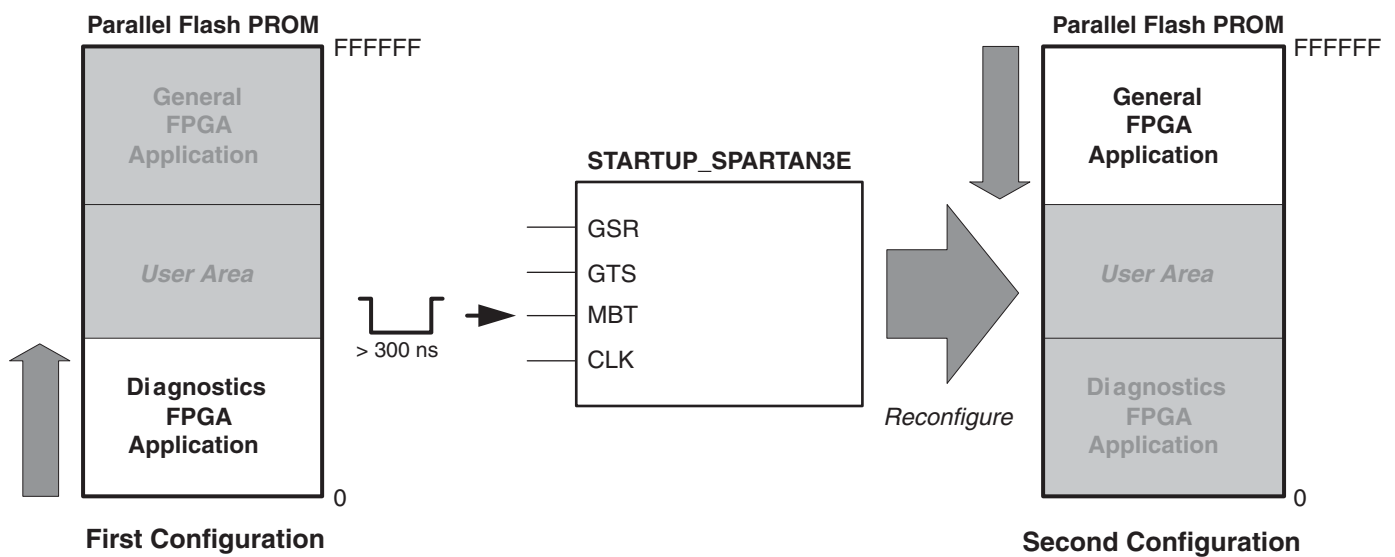 Parallel Flash PROM
FFFFFF
General
FPGA
Application
User Area
Diagnostics
FPGA
Application
0
First Configuration
> 300 ns
STARTUP_SPARTAN3E
GSR
GTS
MBT
CLK
Reconfigure
Parallel Flash PROM
FFFFFF
General
FPGA
Application
User Area
Diagnostics
FPGA
Application
0
Second Configuration